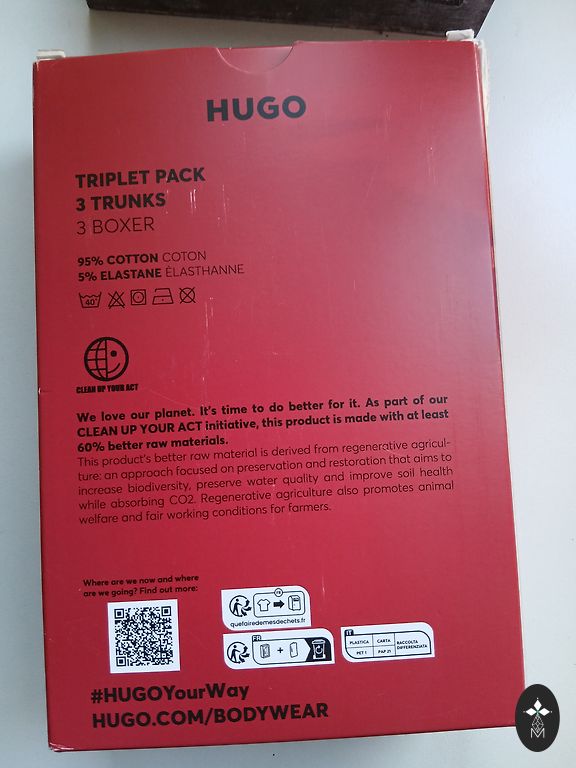 HUGO
TRIPLET PACK
3 TRUNKS
3 BOXER
95% COTTON COTON
5% ELASTANE ÉLASTHANNE
40
CLEAN UP YOUR ACT
We love our planet. It's time to do better for it. As part of our
CLEAN UP YOUR ACT initiative, this product is made with at least
60% better raw materials.
This product's better raw material is derived from regenerative agricul-
ture: an approach focused on preservation and restoration that aims to
increase biodiversity, preserve water quality and improve soil health
while absorbing CO2. Regenerative agriculture also promotes animal
welfare and fair working conditions for farmers.
Where are we now and where
are we going? Find out more:
FR
quefairedemesdechets.fr
FR
+
IT
PLASTICA CARTA RACCOLTA DIFFERENZIATA
PET 1 PAP 21
#HUGOYourWay
HUGO.COM/BODYWEAR